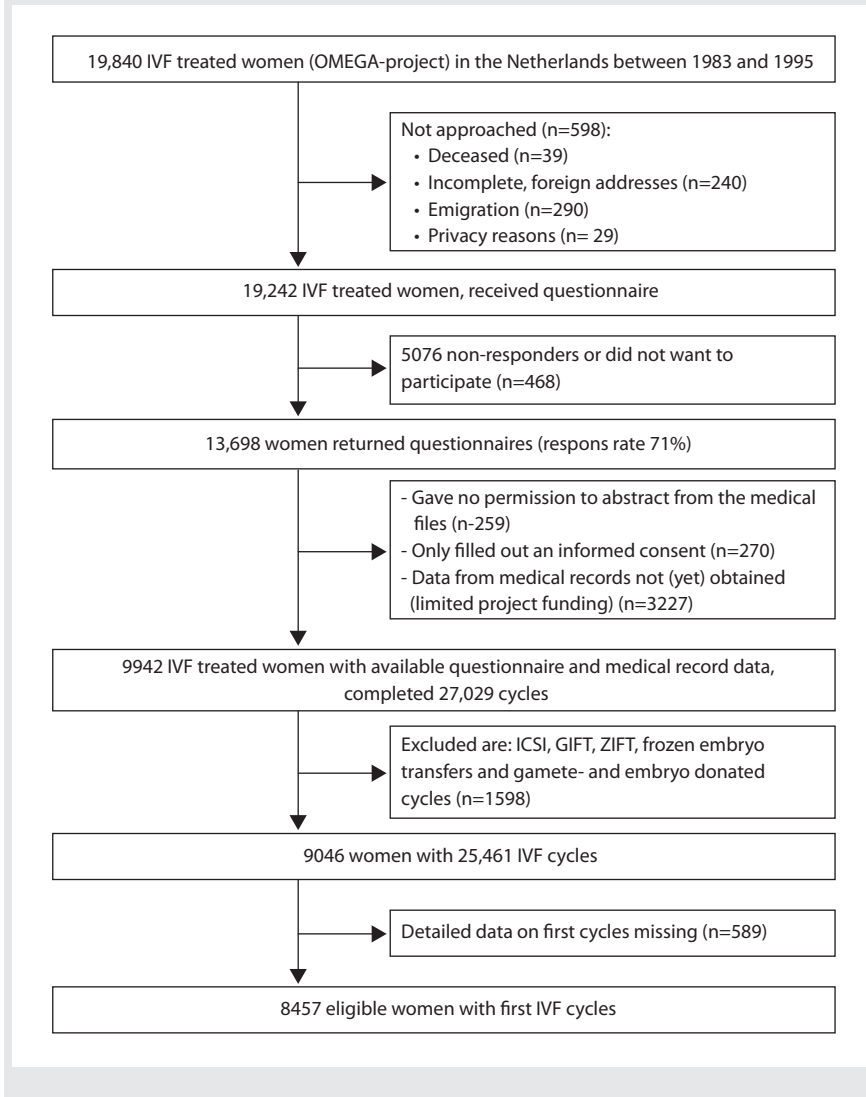 19,840 IVF treated women (OMEGA-project) in the Netherlands between 1983 and 1995
Not approached (n=598):
• Deceased (n=39)
• Incomplete, foreign addresses (n=240)
• Emigration (n=290)
• Privacy reasons (n= 29)
19,242 IVF treated women, received questionnaire
5076 non-responders or did not want to
participate (n=468)
13,698 women returned questionnaires (respons rate 71%)
- Gave no permission to abstract from the medical
files (n-259)
- Only filled out an informed consent (n=270)
- Data from medical records not (yet) obtained
(limited project funding) (n=3227)
9942 IVF treated women with available questionnaire and medical record data,
completed 27,029 cycles
Excluded are: ICSI, GIFT, ZIFT, frozen embryo
transfers and gamete- and embryo donated
cycles (n=1598)
9046 women with 25,461 IVF cycles
Detailed data on first cycles missing (n=589)
8457 eligible women with first IVF cycles